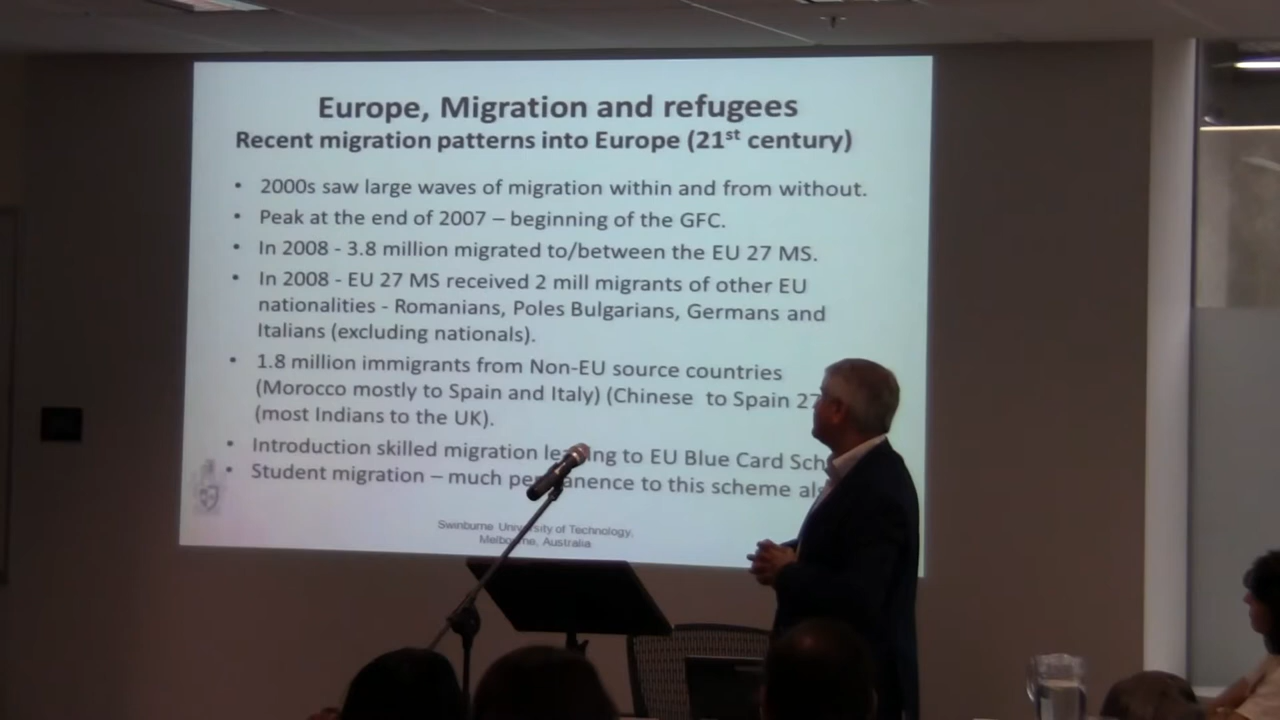 Europe, Migration and refugees
Recent migration patterns into Europe (21st century)
• 2000s saw large waves of migration within and from without.
• Peak at the end of 2007 – beginning of the GFC.
• In 2008 - 3.8 million migrated to/between the EU 27 MS.
• In 2008 - EU 27 MS received 2 mill migrants of other EU
nationalities - Romanians, Poles Bulgarians, Germans and
Italians (excluding nationals).
• 1.8 million immigrants from Non-EU source countries
(Morocco mostly to Spain and Italy) (Chinese to Spain
(most Indians to the UK).
• Introduction skilled migration to EU Blue Card
• Student migration – much to this scheme
Swinburne of Technology,
Australia